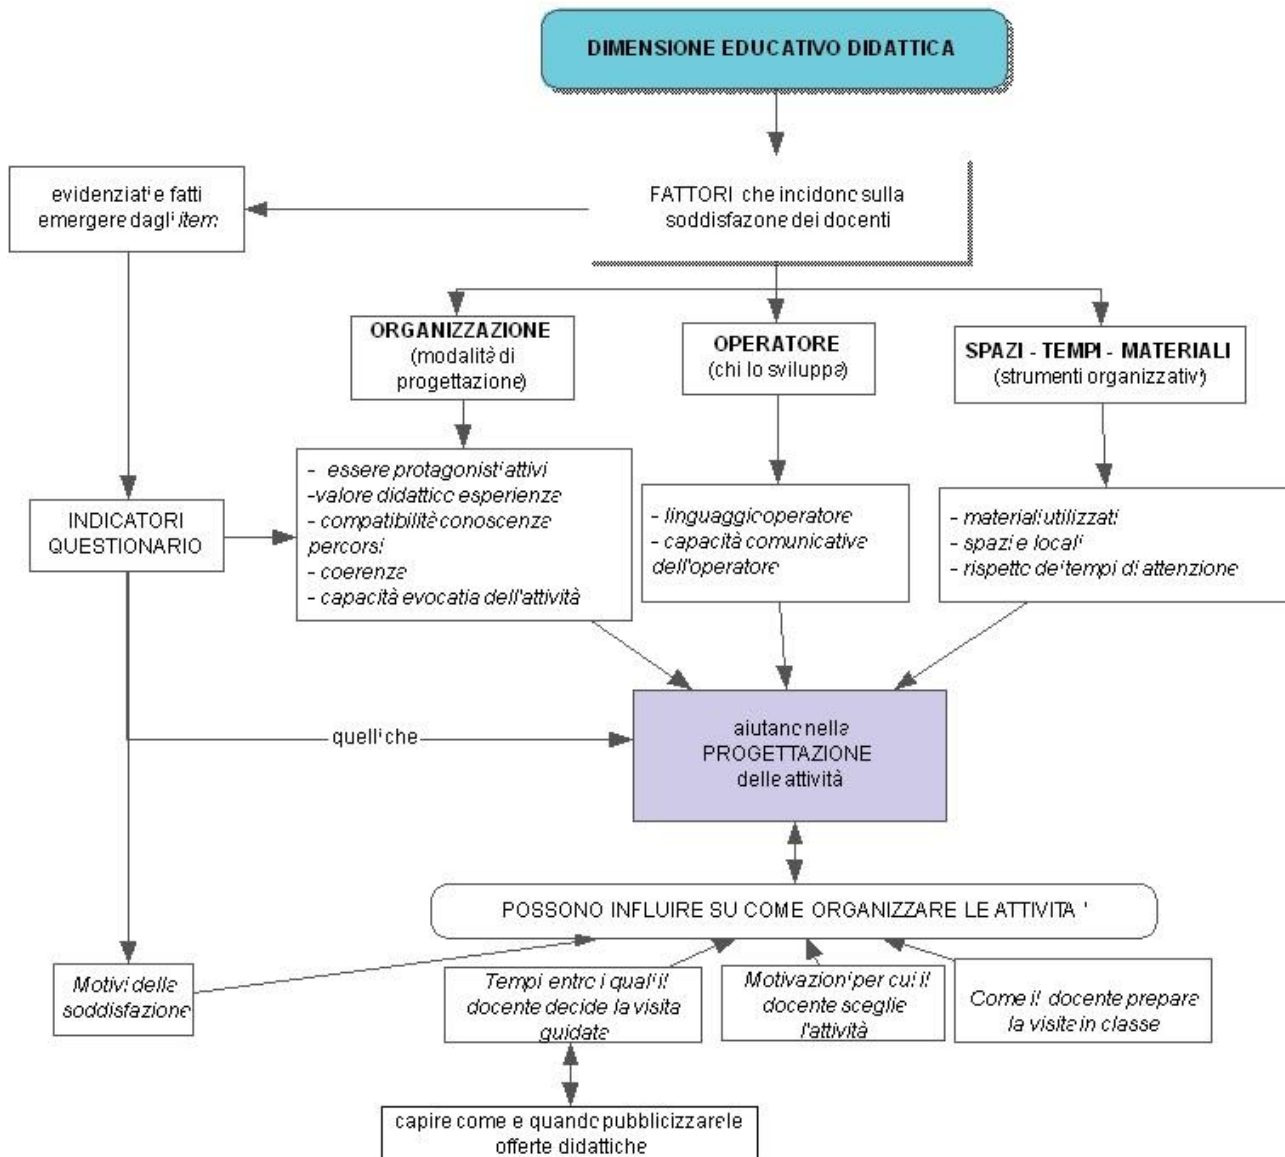 DIMENSIONE EDUCATIVO DIDATTICA
FATTORI che incidono sulla
soddisfazone dei docenti
evidenziati e fatti
emergere dagli item
ORGANIZZAZIONE
(modalità di
progettazione)
OPERATORE
(chi lo sviluppa)
SPAZI - TEMPI - MATERIALI
(strumenti organizzativi)
INDICATORI
QUESTIONARIO
- essere protagonisti attivi
-valore didattico esperienza
- compatibilità conoscenza
percorsi
- coerenza
- capacità evocatia dell'attività
- linguaggio operatore
- capacità comunicativa
dell'operatore
- materiali utilizzati
- spazi e locali
- rispetto dei tempi di attenzione
quelli che
aiutano nella
PROGETTAZIONE
delle attività
POSSONO INFLUIRE SU COME ORGANIZZARE LE ATTIVITA '
Motivi della
soddisfazione
Tempi entro i quali il
docente decide la visita
guidata
Motivazioni per cui il
docente sceglie
l'attività
Come il docente prepara
la visita in classe
capire come e quando pubblicizzare le
offerte didattiche